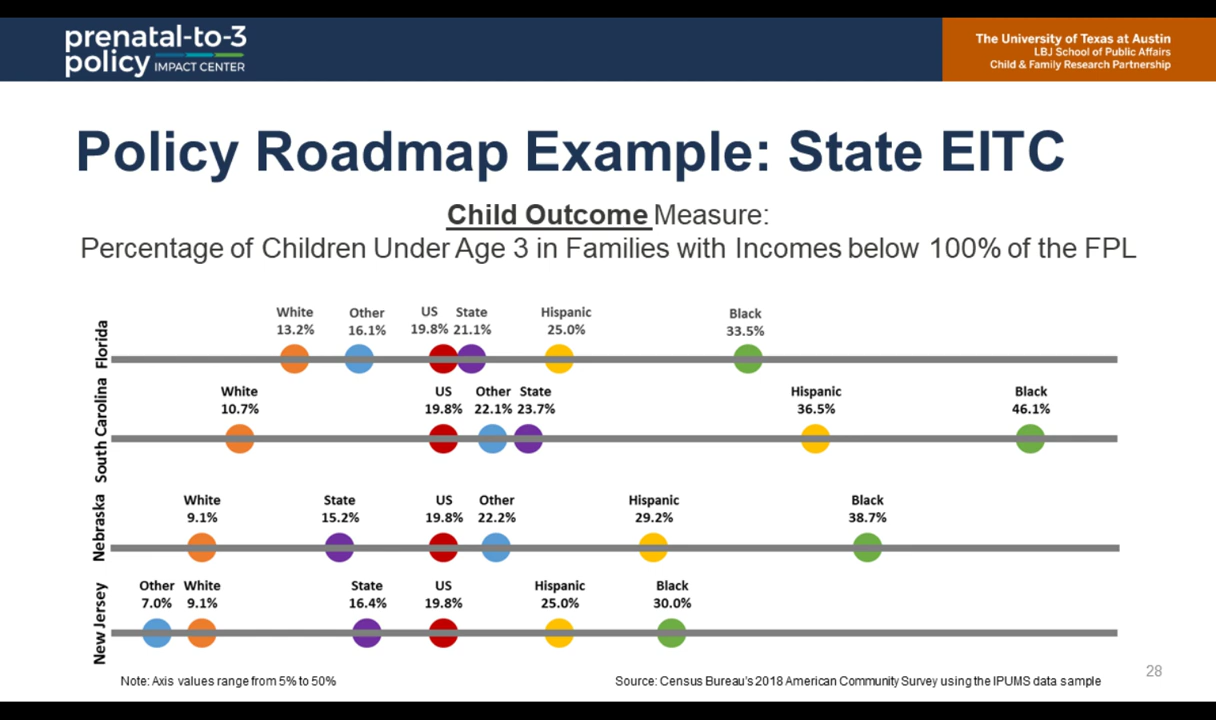 prenatal-to-3
policy IMPACT CENTER
The University of Texas at Austin
LBJ School of Public Affairs
Child & Family Research Partnership
Policy Roadmap Example: State EITC
Child Outcome Measure:
Percentage of Children Under Age 3 in Families with Incomes below 100% of the FPL
Florida
White Other US State Hispanic Black
13.2% 16.1% 19.8% 21.1% 25.0% 33.5%
South Carolina
White US Other State Hispanic Black
10.7% 19.8% 22.1% 23.7% 36.5% 46.1%
Nebraska
White State US Other Hispanic Black
9.1% 15.2% 19.8% 22.2% 29.2% 38.7%
New Jersey
Other White State US Hispanic Black
7.0% 9.1% 16.4% 19.8% 25.0% 30.0%
Note: Axis values range from 5% to 50%
Source: Census Bureau's 2018 American Community Survey using the IPUMS data sample
28